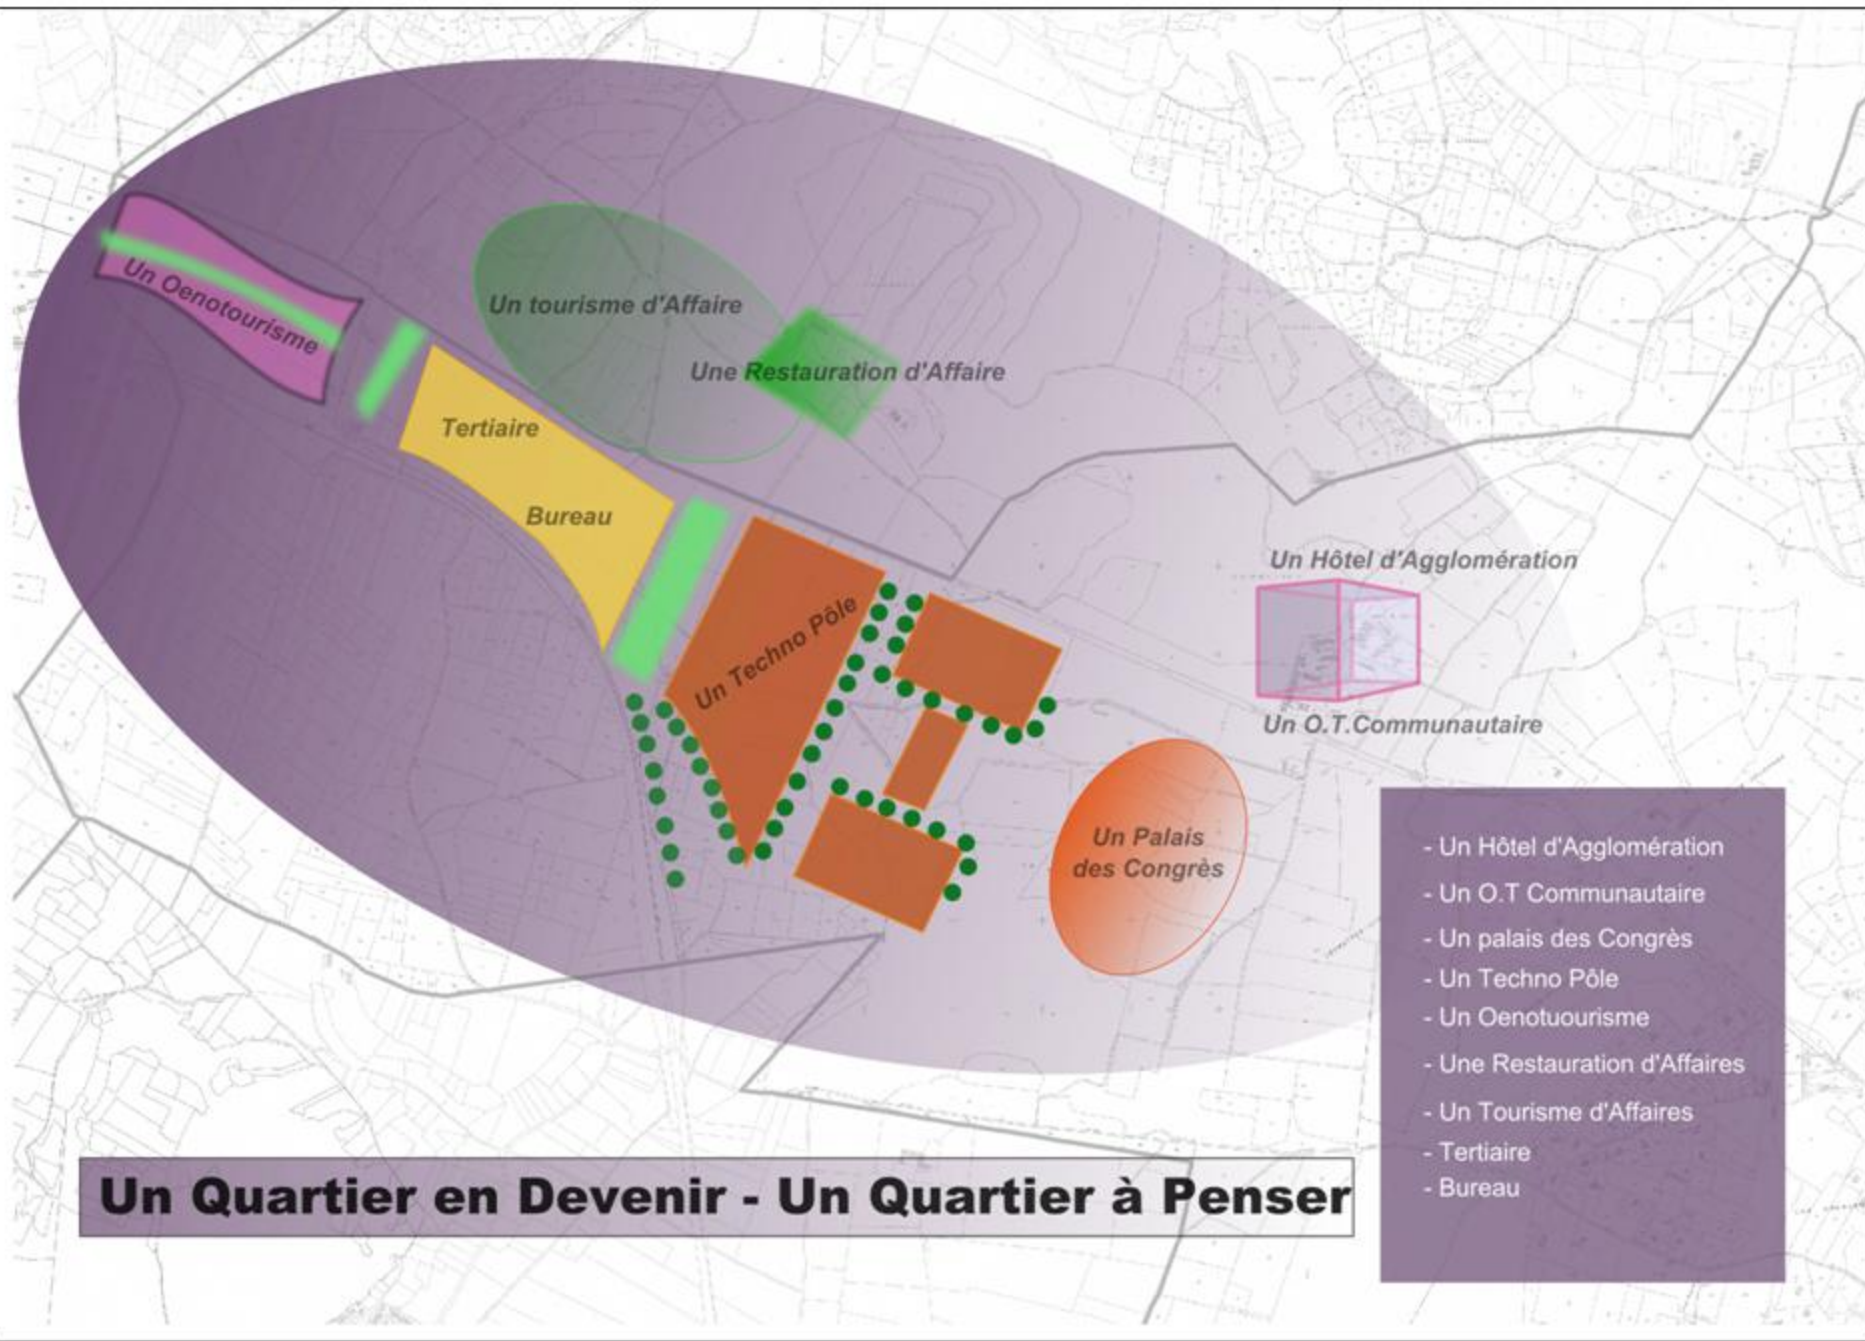 Un Oenotourisme
Un tourisme d'Affaire
Une Restauration d'Affaire
Tertiaire
Bureau
Un Techno Pôle
Un Hôtel d'Agglomération
Un O.T.Communautaire
Un Palais
des Congrès
- Un Hôtel d'Agglomération
- Un O.T Communautaire
- Un palais des Congrès
- Un Techno Pôle
- Un Oenotuourisme
- Une Restauration d'Affaires
- Un Tourisme d'Affaires
- Tertiaire
- Bureau
Un Quartier en Devenir - Un Quartier à Penser